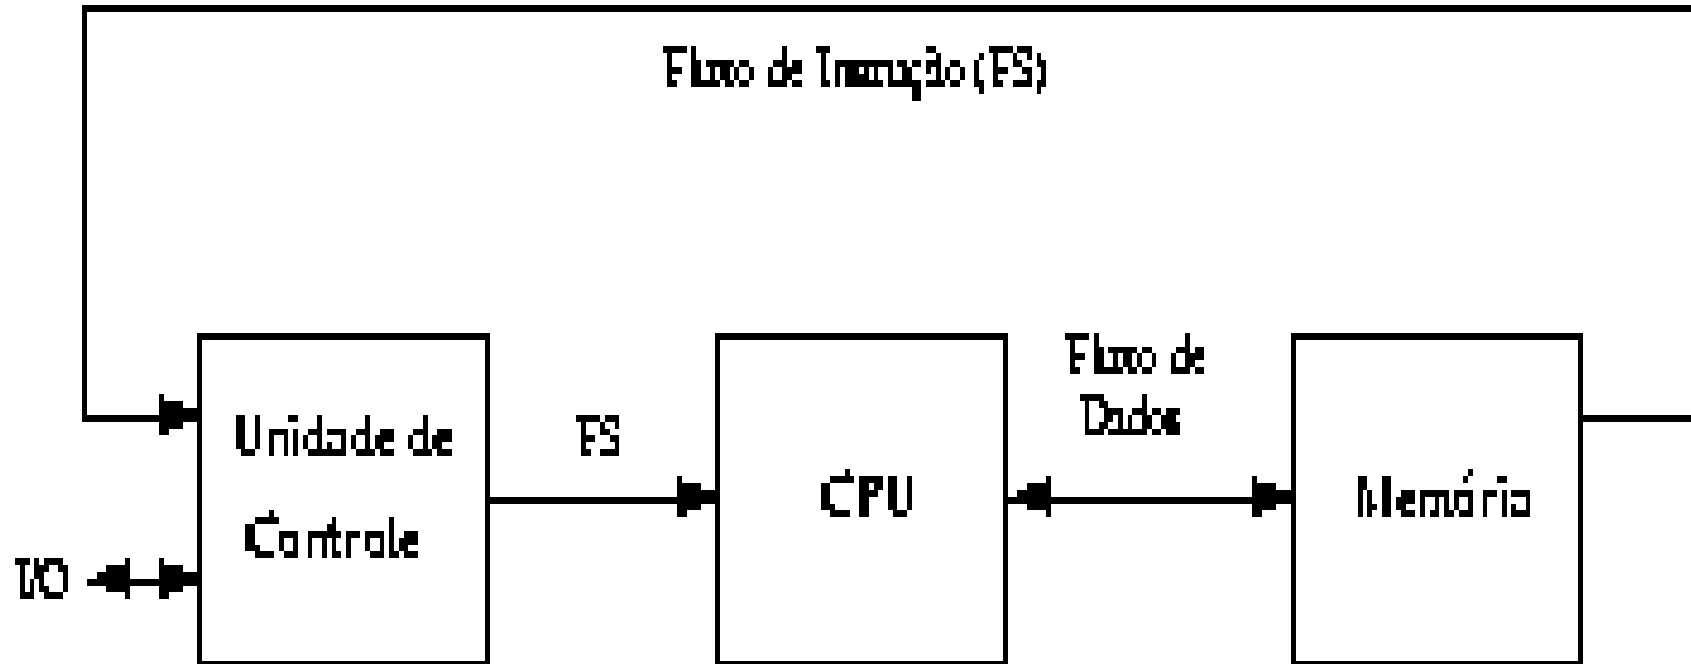 Fluxo de Instrução (FS)
Unidade de
Controle
FS
CPU
Fluxo de
Dados
Memória
I/O